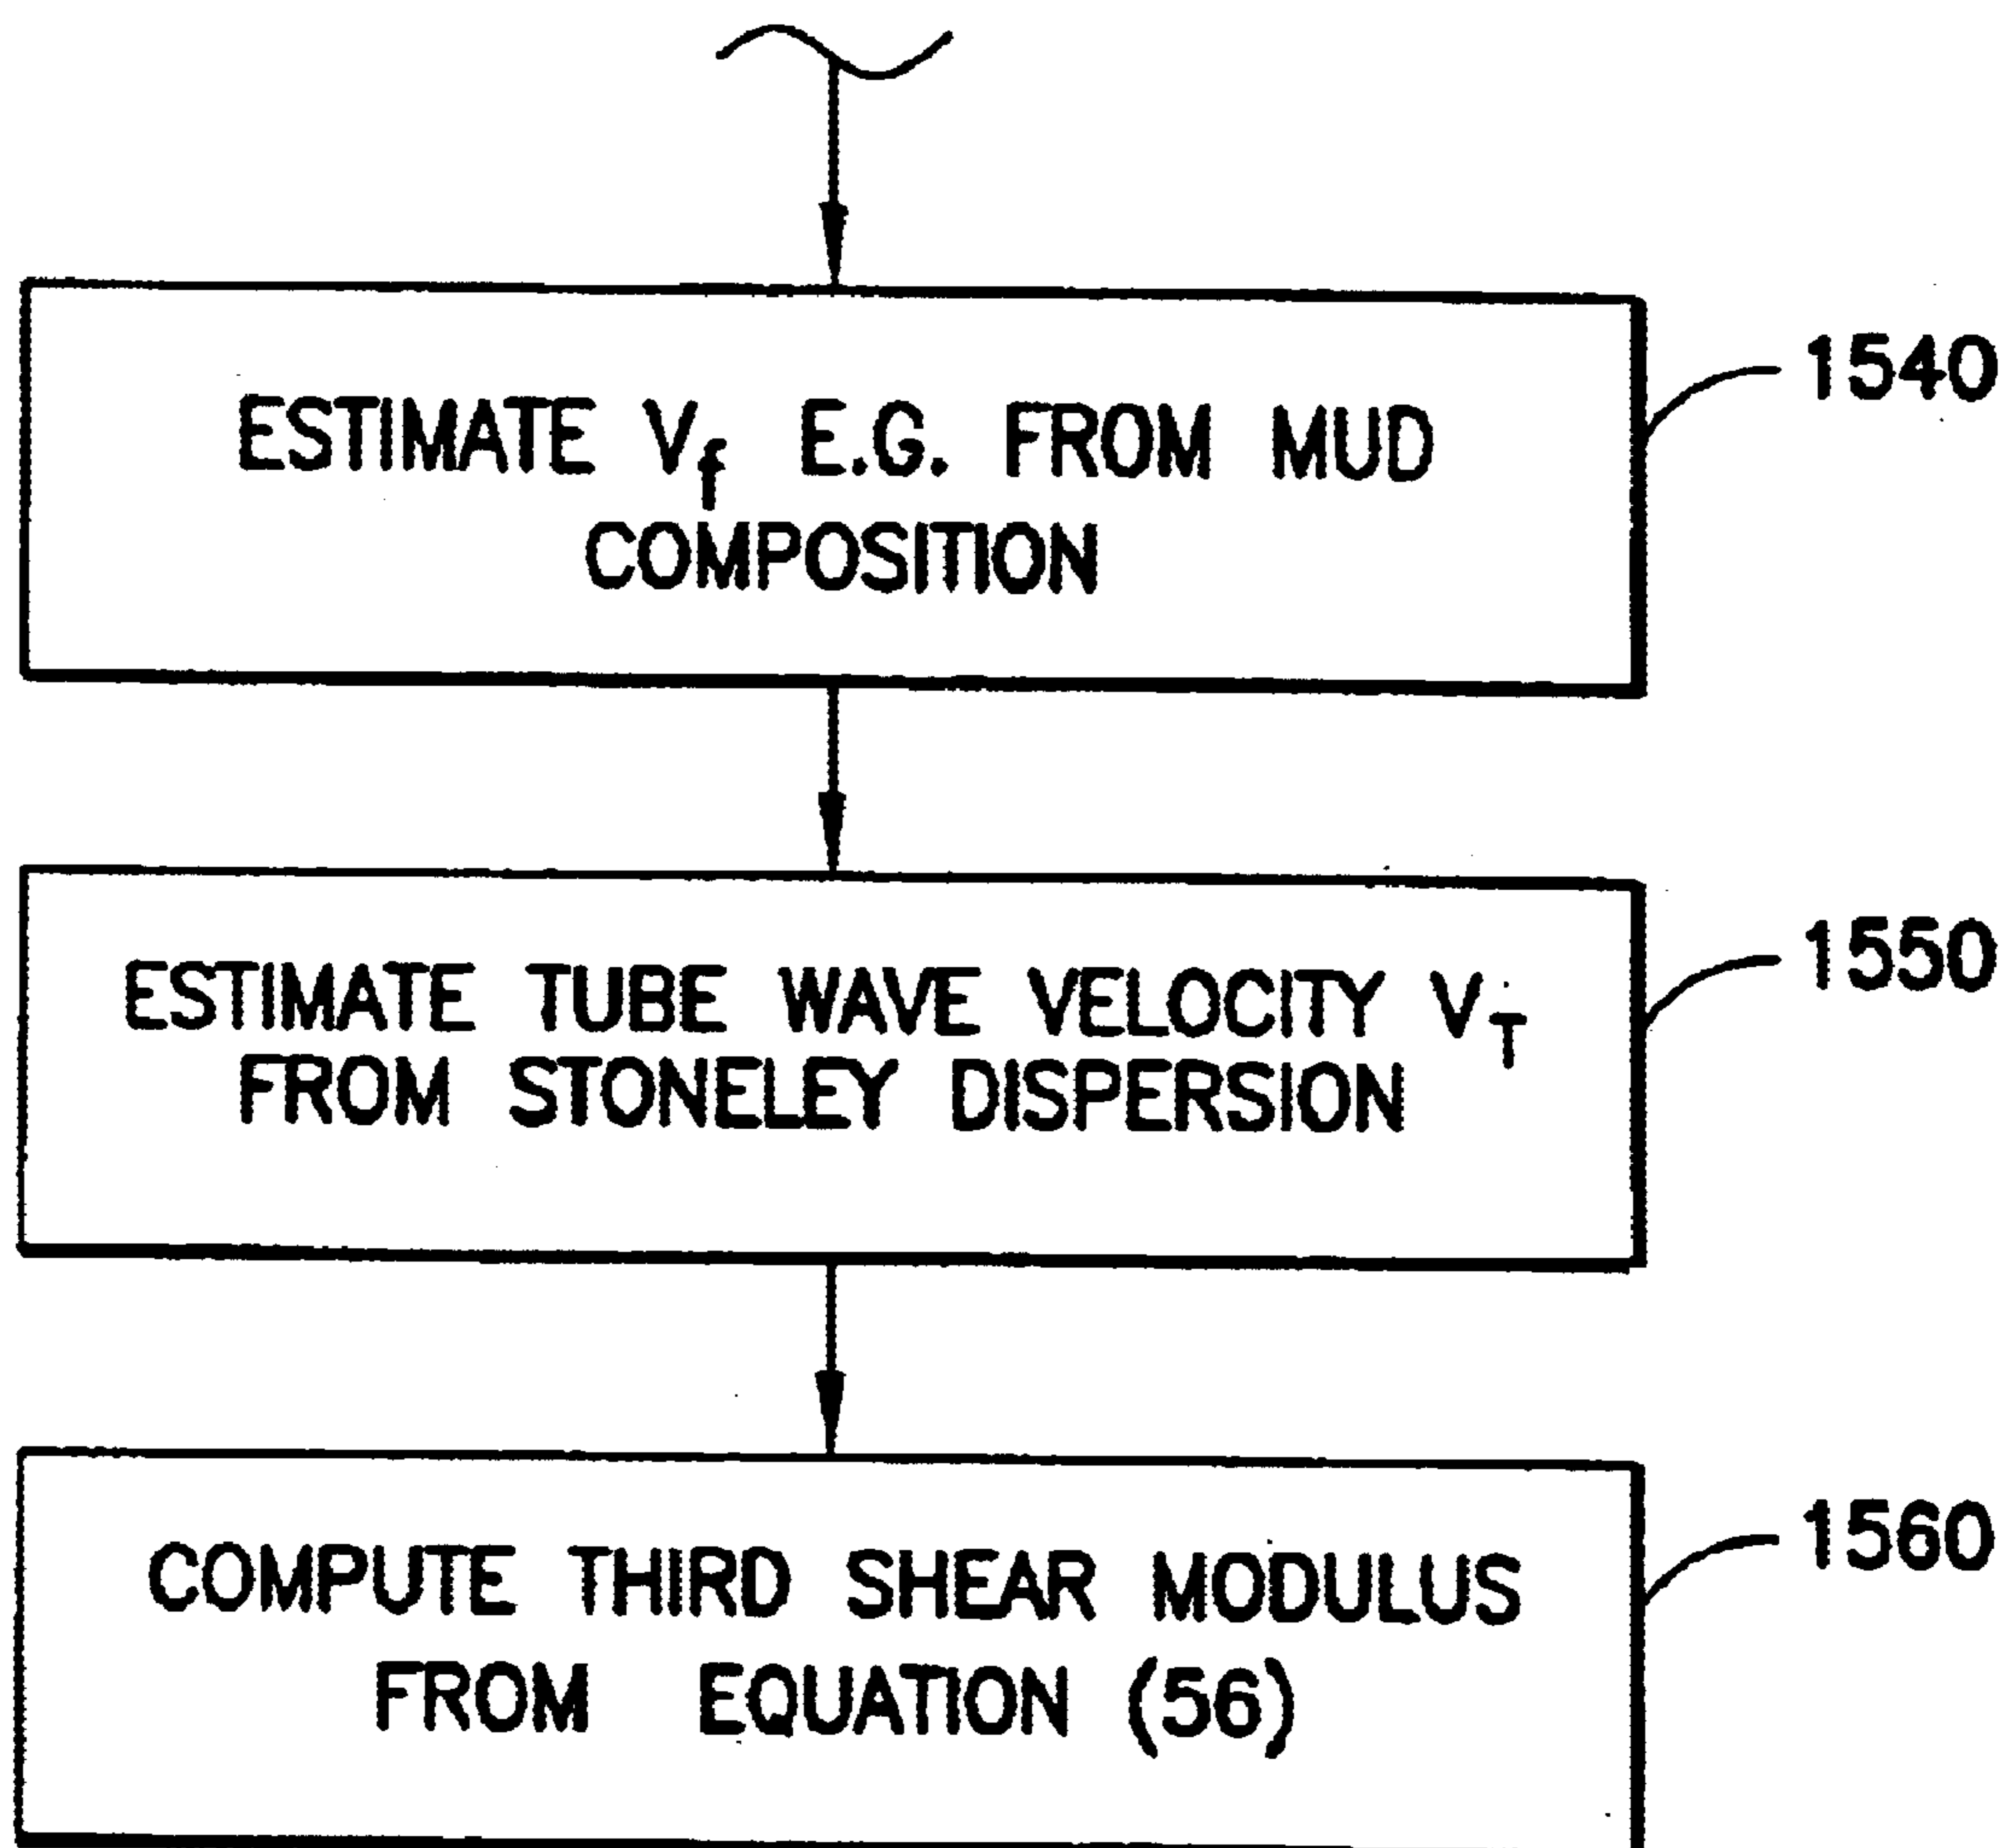 ESTIMATE Vf E.G. FROM MUD
COMPOSITION
1540
ESTIMATE TUBE WAVE VELOCITY VT
FROM STONELEY DISPERSION
1550
COMPUTE THIRD SHEAR MODULUS
FROM EQUATION (56)
1560